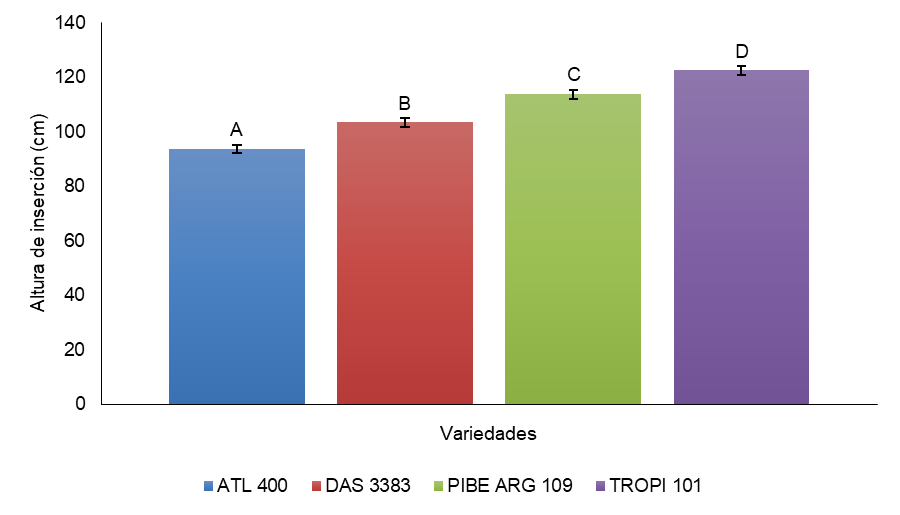 140
120
100
80
60
40
20
0
Altura de inserción (cm)
A
B
C
D
Variedades
ATL 400 DAS 3383 PIBE ARG 109 TROPI 101